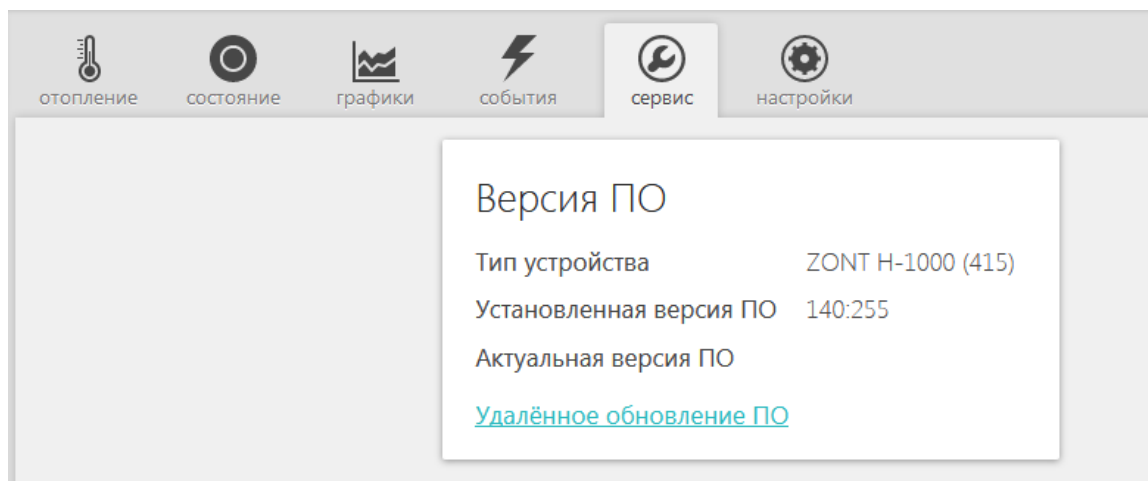 отопление состояние графики события сервис настройки
Версия ПО
Тип устройства ZONT H-1000 (415)
Установленная версия ПО 140:255
Актуальная версия ПО
Удалённое обновление ПО